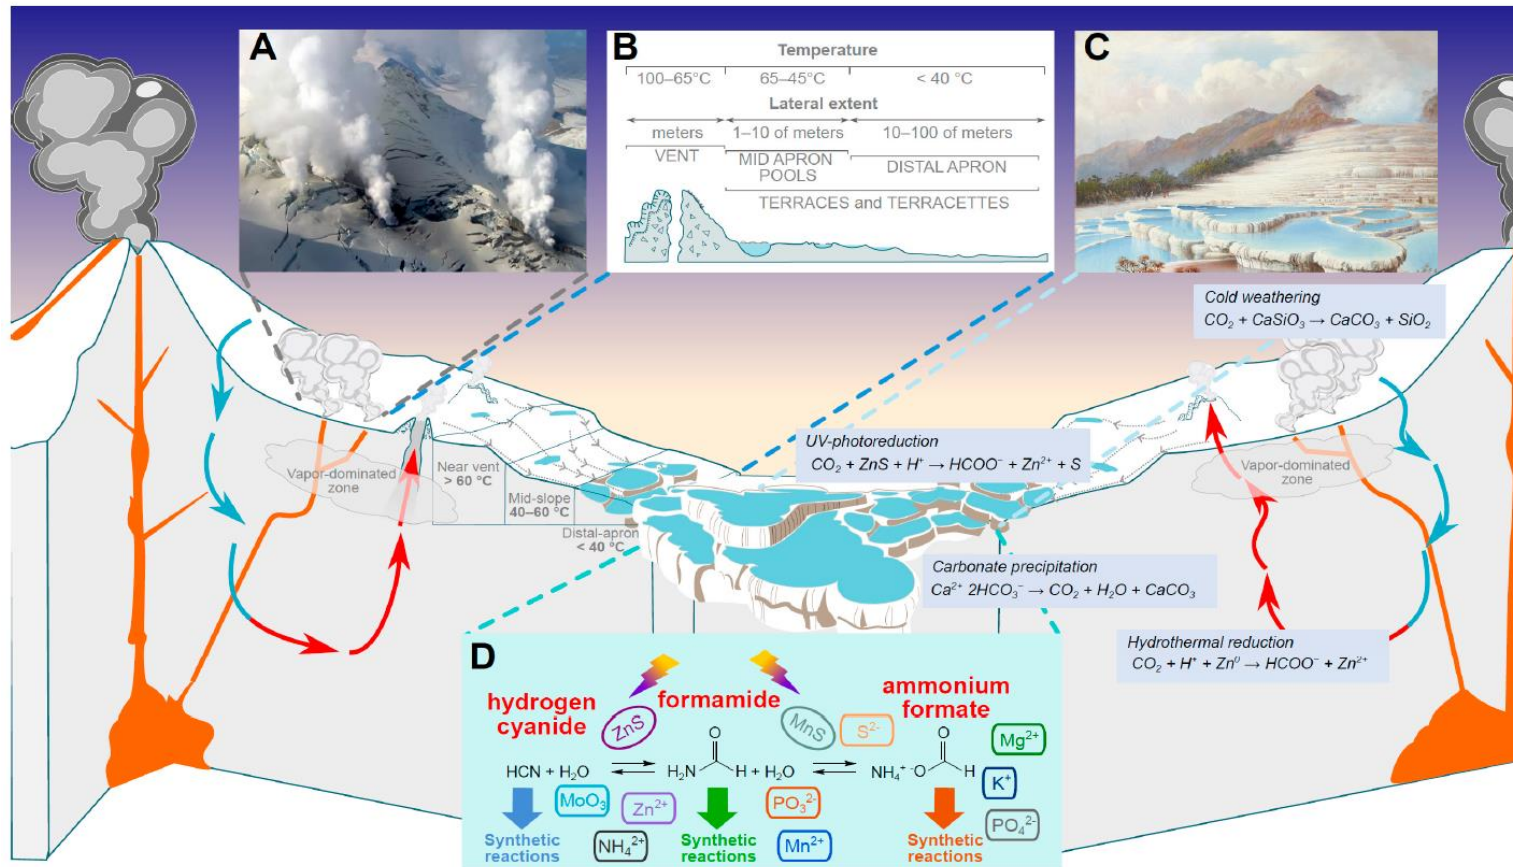 A
B
Temperature
100–65°C
65–45°C
< 40 °C
Lateral extent
meters
1–10 of meters
10–100 of meters
VENT
MID APRON
POOLS
DISTAL APRON
TERRACES and TERRACETTES
C
Cold weathering
CO₂ + CaSiO₃ → CaCO₃ + SiO₂
UV-photoreduction
CO₂ + ZnS + H⁺ → HCOO⁻ + Zn²⁺ + S
Vapor-dominated
zone
Near vent
> 60 °C
Mid-slope
40–60 °C
Distal-apron
< 40 °C
Vapor-dominated
zone
Carbonate precipitation
Ca²⁺ 2HCO₃⁻ → CO₂ + H₂O + CaCO₃
Hydrothermal reduction
CO₂ + H⁺ + Zn⁰ → HCOO⁻ + Zn²⁺
D
hydrogen
cyanide
formamide
ammonium
formate
ZnS
MnS
S²⁻
Mg²⁺
HCN + H₂O
H₂N
O
H + H₂O
NH₄⁺
⁻O
O
H
K⁺
MoO₃
Zn²⁺
PO₃²⁻
PO₄²⁻
NH₄²⁺
Mn²⁺
Synthetic
reactions
Synthetic
reactions
Synthetic
reactions